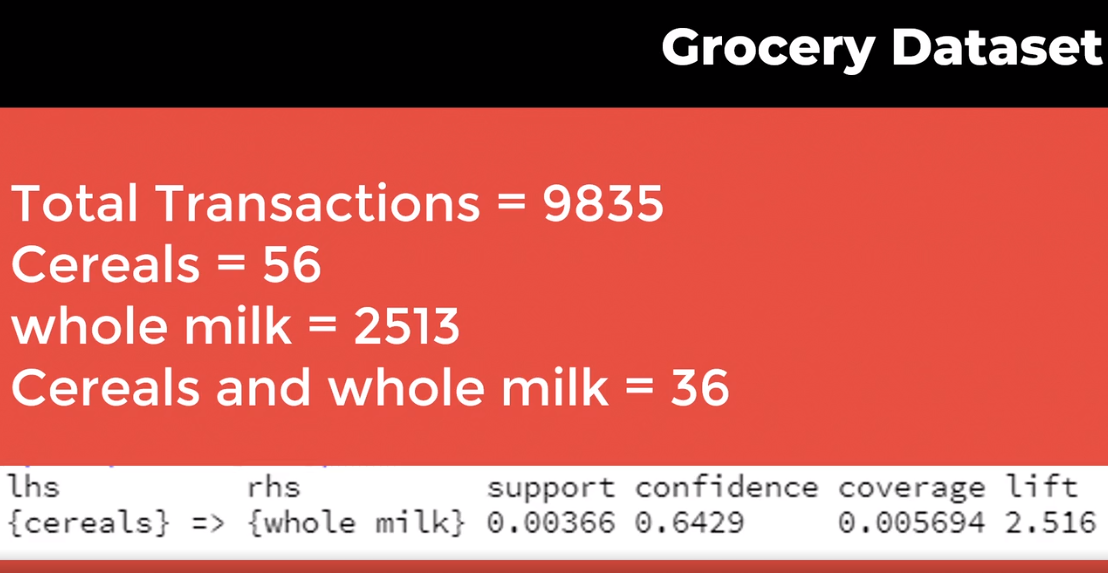 Grocery Dataset
Total Transactions = 9835
Cereals = 56
whole milk = 2513
Cereals and whole milk = 36
lhs rhs support confidence coverage lift
{cereals} => {whole milk} 0.00366 0.6429 0.005694 2.516